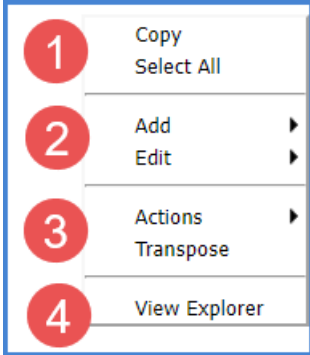 1
Copy
Select All
2
Add
Edit
3
Actions
Transpose
4
View Explorer